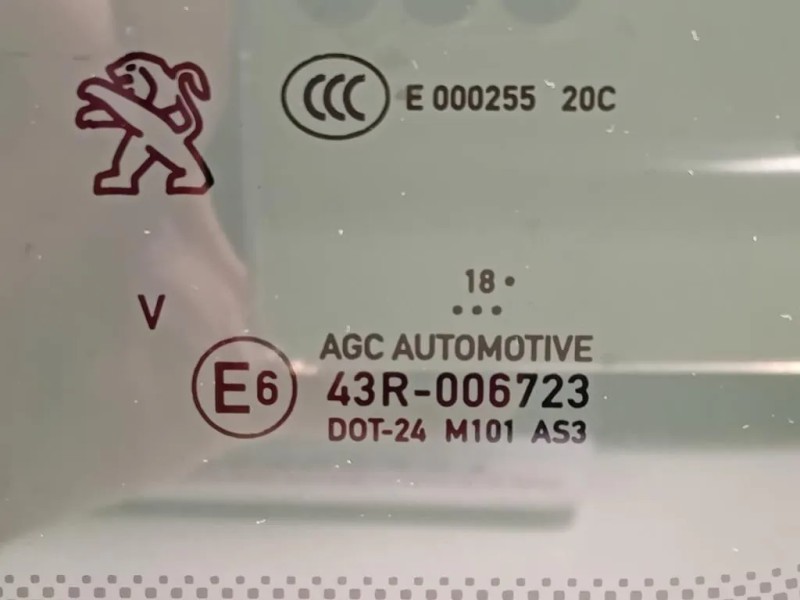 CCC E 000255 20C
18 •
•••
V
AGC AUTOMOTIVE
E6 43R-006723
DOT-24 M101 AS3